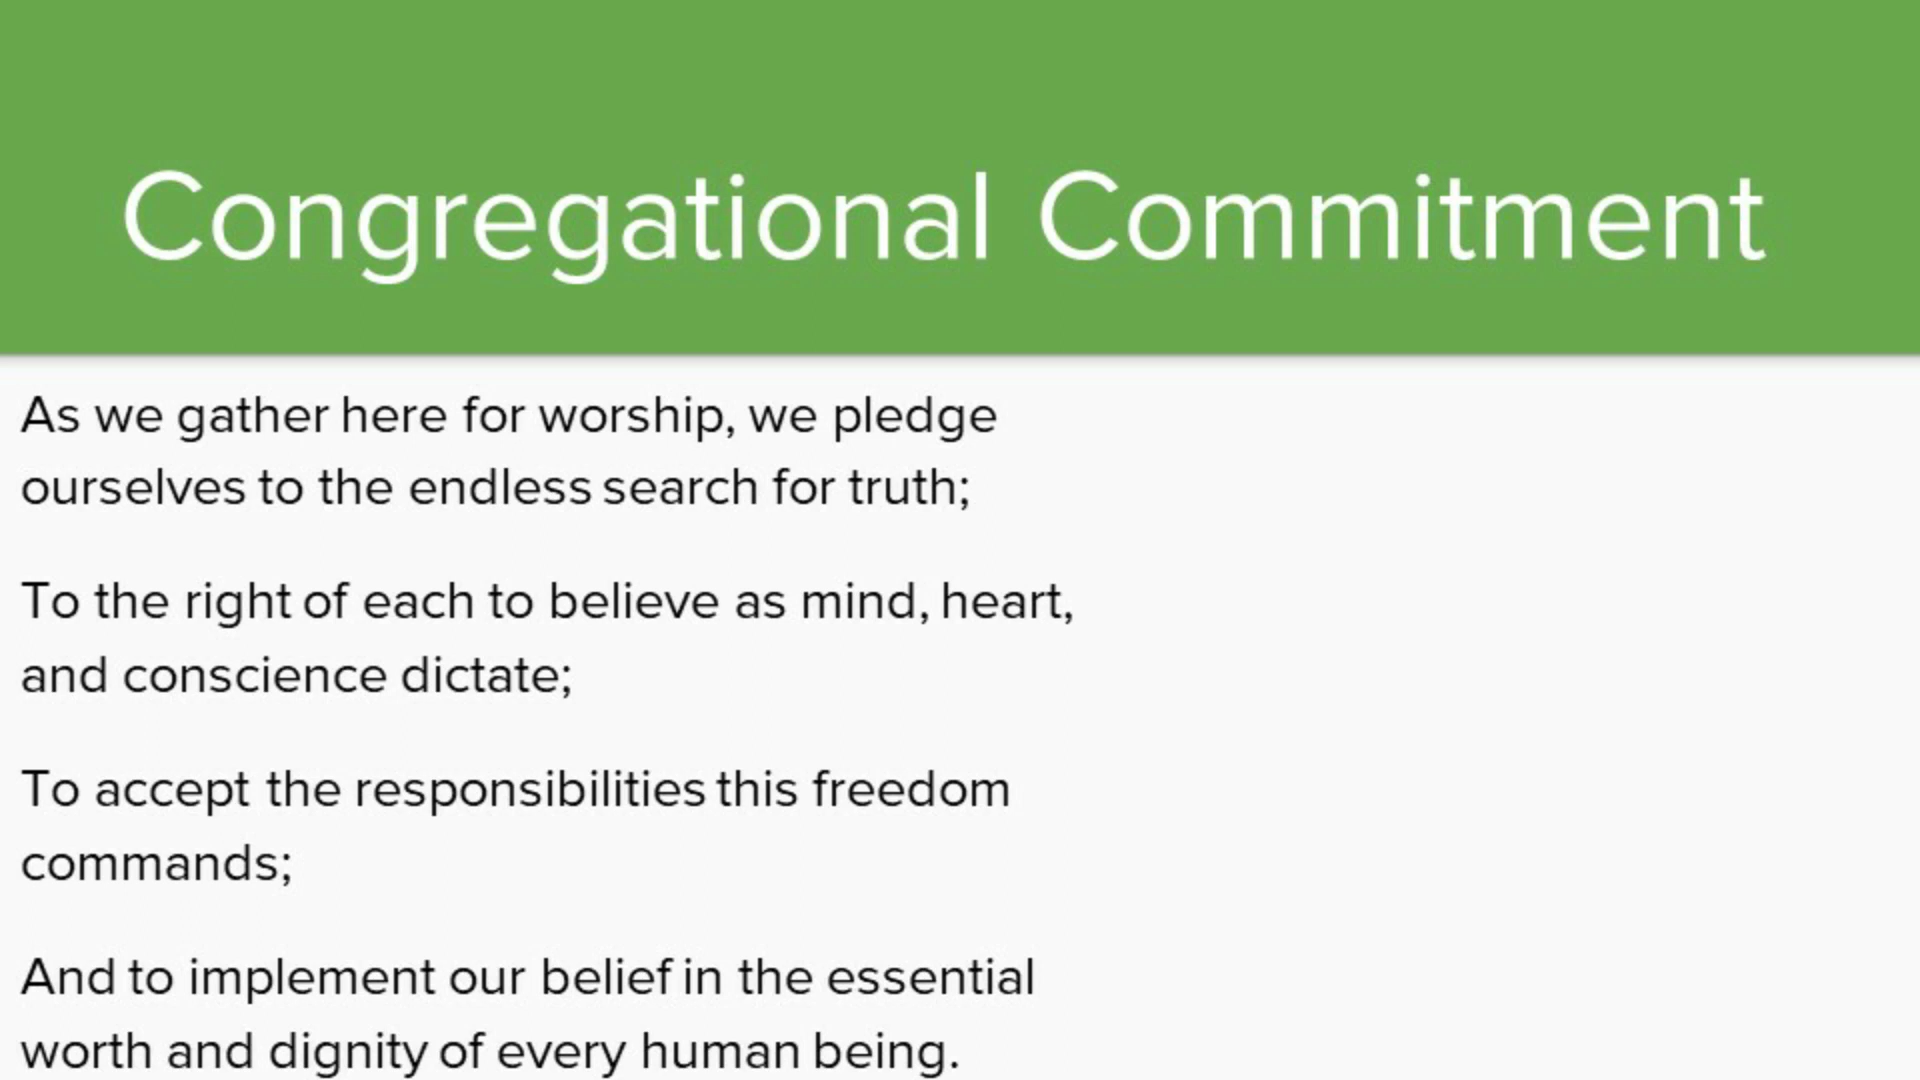 Congregational Commitment
As we gather here for worship, we pledge
ourselves to the endless search for truth;
To the right of each to believe as mind, heart,
and conscience dictate;
To accept the responsibilities this freedom
commands;
And to implement our belief in the essential
worth and dignity of every human being.